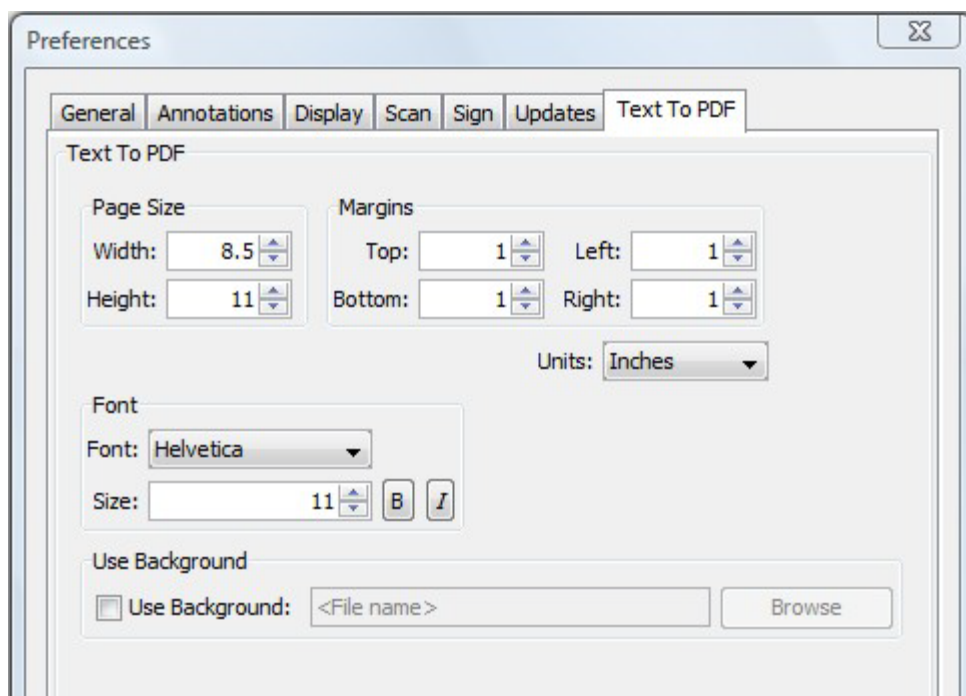 Preferences
General Annotations Display Scan Sign Updates Text To PDF
Text To PDF
Page Size Margins
Width: 8.5 Top: 1 Left: 1
Height: 11 Bottom: 1 Right: 1
Units: Inches
Font
Font: Helvetica
Size: 11 B I
Use Background
Use Background: <File name> Browse